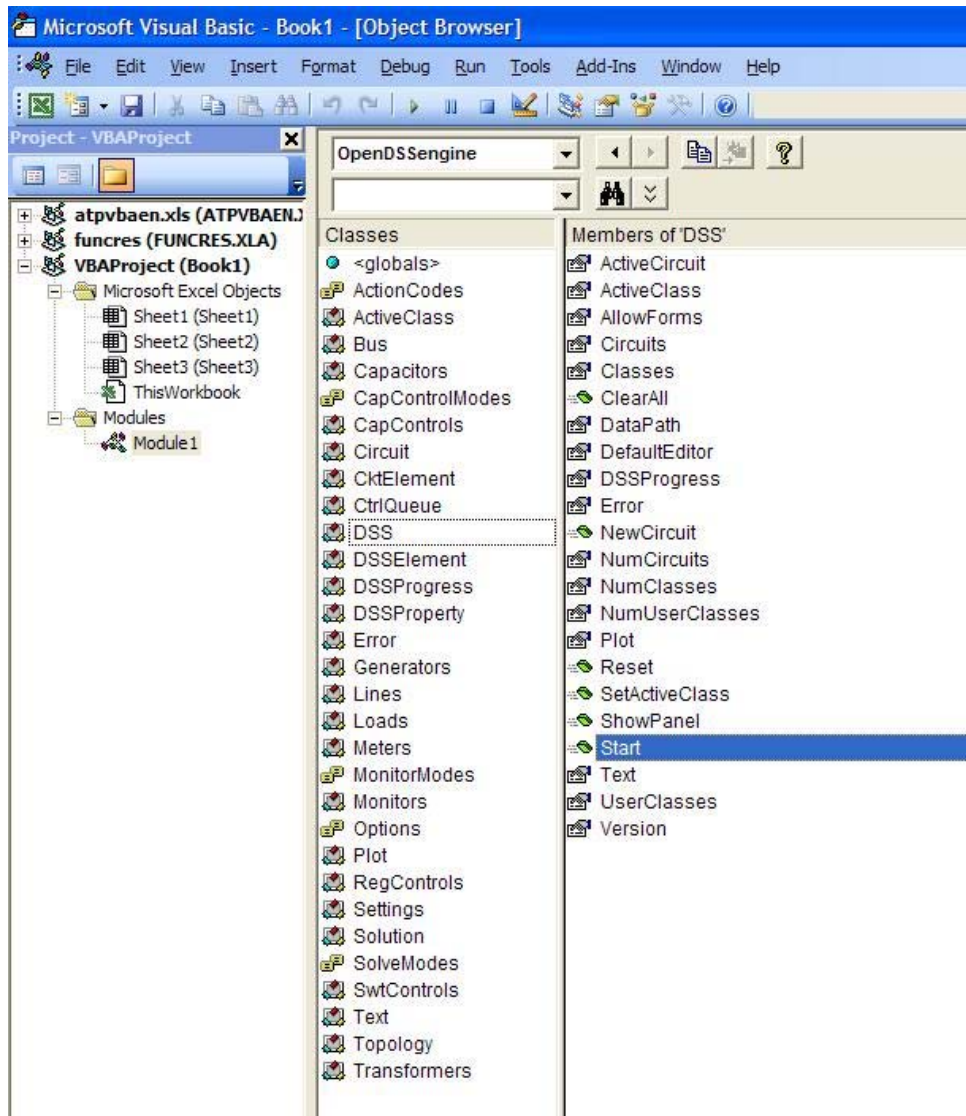 Microsoft Visual Basic - Book1 - [Object Browser]
File Edit View Insert Format Debug Run Tools Add-Ins Window Help
Project - VBAProject
atpvbaen.xls (ATPVBAEN.X
funcres (FUNCRES.XLA)
VBAProject (Book1)
Microsoft Excel Objects
Sheet1 (Sheet1)
Sheet2 (Sheet2)
Sheet3 (Sheet3)
ThisWorkbook
Modules
Module1
OpenDSSengine
Classes
<globals>
ActionCodes
ActiveClass
Bus
Capacitors
CapControlModes
CapControls
Circuit
CktElement
CtrlQueue
DSS
DSSElement
DSSProgress
DSSProperty
Error
Generators
Lines
Loads
Meters
MonitorModes
Monitors
Options
Plot
RegControls
Settings
Solution
SolveModes
SwtControls
Text
Topology
Transformers
Members of 'DSS'
ActiveCircuit
ActiveClass
AllowForms
Circuits
Classes
ClearAll
DataPath
DefaultEditor
DSSProgress
Error
NewCircuit
NumCircuits
NumClasses
NumUserClasses
Plot
Reset
SetActiveClass
ShowPanel
Start
Text
UserClasses
Version